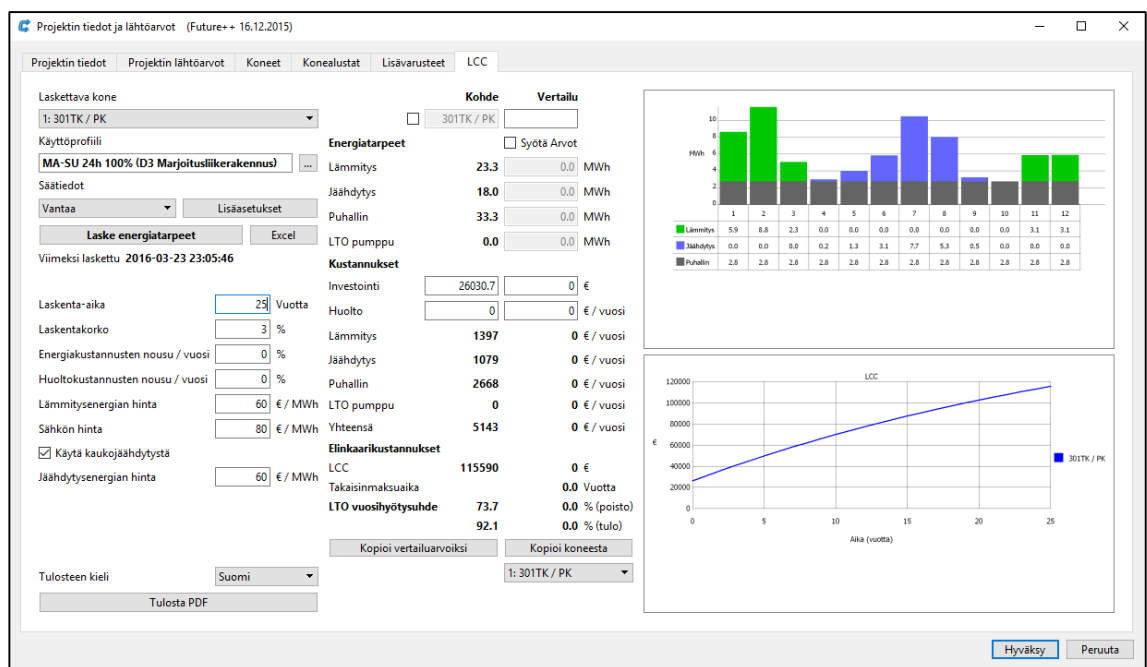 Projektin tiedot ja lähtöarvot (Future++ 16.12.2015)
Projektin tiedot Projektin lähtöarvot Koneet Konealustat Lisävarusteet LCC
Laskettava kone
1: 301TK / PK
Käyttöprofiili
MA-SU 24h 100% (D3 Marjoitusliikerakennus) ...
Säätiedot
Vantaa Lisäasetukset
Laske energiatarpeet Excel
Viimeksi laskettu 2016-03-23 23:05:46
Laskenta-aika 25 Vuotta
Laskentakorko 3 %
Energiakustannusten nousu / vuosi 0 %
Huoltokustannusten nousu / vuosi 0 %
Lämmitysenergian hinta 60 € / MWh
Sähkön hinta 80 € / MWh
Käytä kaukojäähdytystä
Jäähdytysenergian hinta 60 € / MWh
Tulosteen kieli Suomi
Tulosta PDF
Kohde Vertailu
301TK / PK
Energiatarpeet Syötä Arvot
Lämmitys 23.3 0.0 MWh
Jäähdytys 18.0 0.0 MWh
Puhallin 33.3 0.0 MWh
LTO pumppu 0.0 0.0 MWh
Kustannukset
Investointi 26030.7 0 €
Huolto 0 0 € / vuosi
Lämmitys 1397 0 € / vuosi
Jäähdytys 1079 0 € / vuosi
Puhallin 2668 0 € / vuosi
LTO pumppu 0 0 € / vuosi
Yhteensä 5143 0 € / vuosi
Elinkaarikustannukset
LCC 115590 0 €
Takaisinmaksuaika 0.0 Vuotta
LTO vuosihyötysuhde 73.7 0.0 % (poisto)
92.1 0.0 % (tulo)
Kopioi vertailuarvoiksi Kopioi koneesta
1: 301TK / PK
10
8
MWh 6
4
2
0
1 2 3 4 5 6 7 8 9 10 11 12
Lämmitys 5.9 8.8 2.3 0.0 0.0 0.0 0.0 0.0 0.0 0.0 3.1 3.1
Jäähdytys 0.0 0.0 0.0 0.2 1.3 3.1 7.7 5.3 0.5 0.0 0.0 0.0
Puhallin 2.8 2.8 2.8 2.8 2.8 2.8 2.8 2.8 2.8 2.8 2.8 2.8
LCC
120000
100000
80000
€ 60000
40000
20000
0
0 5 10 15 20 25
Aika (vuotta)
301TK / PK
Hyväksy Peruuta